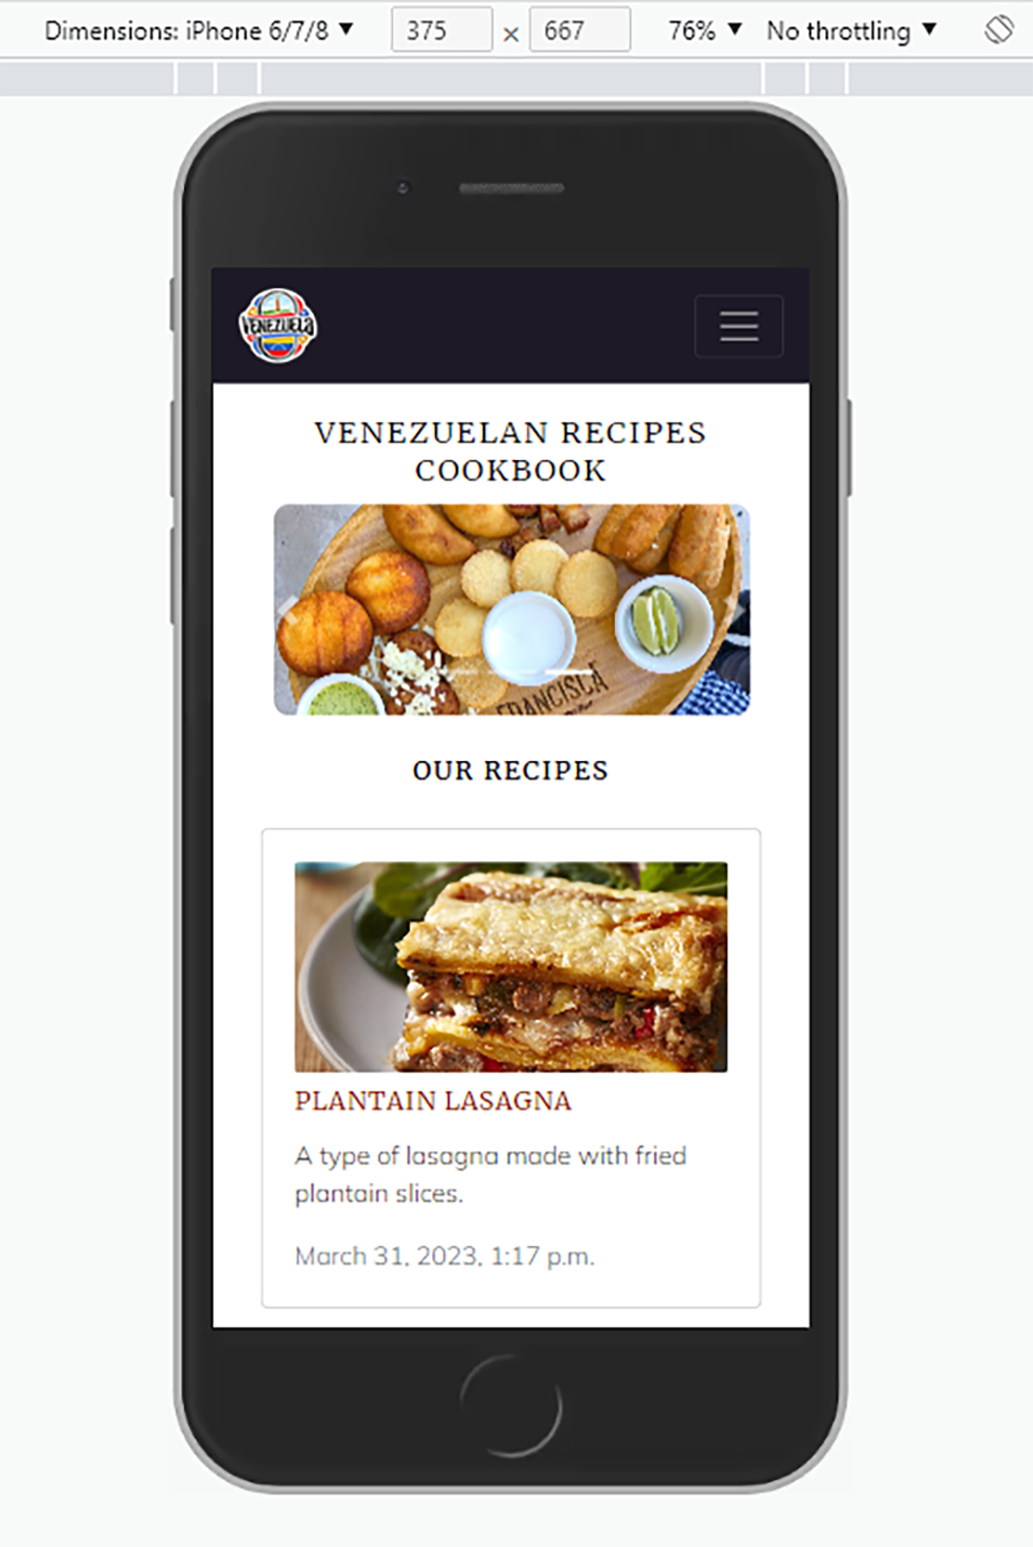 Dimensions: iPhone 6/7/8 ▼ 375 × 667 76% ▼ No throttling ▼
VENEZUELA
VENEZUELAN RECIPES
COOKBOOK
FRANCISCA
OUR RECIPES
PLANTAIN LASAGNA
A type of lasagna made with fried
plantain slices.
March 31, 2023, 1:17 p.m.